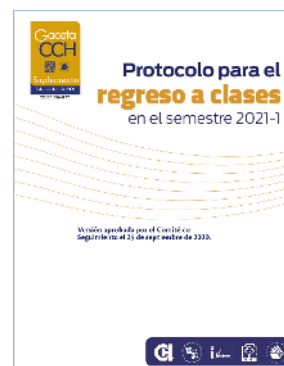 Gaceta
CCH
Suplemento
Protocolo para el
regreso a clases
en el semestre 2021-1
Versión aprobada por el Comité de
Seguimiento el 25 de septiembre de 2020.